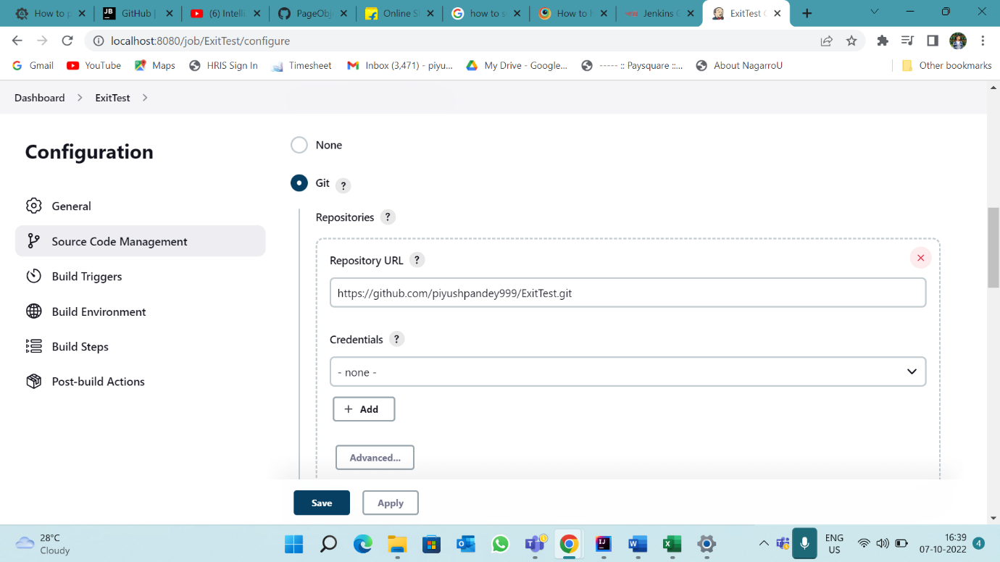 How to p
GitHub |
(6) Intelli
PageObj
Online S
how to s
How to h
Jenkins C
ExitTest C
localhost:8080/job/ExitTest/configure
Gmail
YouTube
Maps
HRIS Sign In
Timesheet
Inbox (3,471) - piyu...
My Drive - Google...
----- :: Paysquare ::...
About NagarroU
Other bookmarks
Dashboard
ExitTest
Configuration
General
Source Code Management
Build Triggers
Build Environment
Build Steps
Post-build Actions
None
Git ?
Repositories ?
Repository URL ?
https://github.com/piyushpandey999/ExitTest.git
Credentials ?
- none -
+ Add
Advanced...
Save
Apply
28°C
Cloudy
ENG
US
16:39
07-10-2022
4